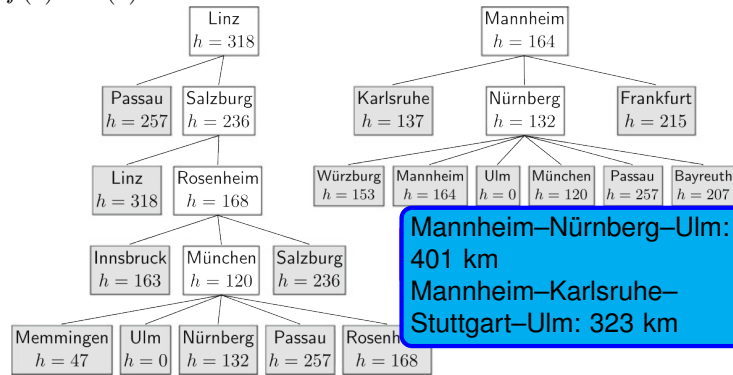 Linz
h = 318
Passau
h = 257
Salzburg
h = 236
Linz
h = 318
Rosenheim
h = 168
Innsbruck
h = 163
München
h = 120
Salzburg
h = 236
Memmingen
h = 47
Ulm
h = 0
Nürnberg
h = 132
Passau
h = 257
h = 168
Mannheim
h = 164
Karlsruhe
h = 137
Nürnberg
h = 132
Frankfurt
h = 215
Würzburg
h = 153
Mannheim
h = 164
Ulm
h = 0
München
h = 120
Passau
h = 257
Bayreuth
h = 207
Mannheim–Nürnberg–Ulm:
401 km
Mannheim–Karlsruhe–
Stuttgart–Ulm: 323 km